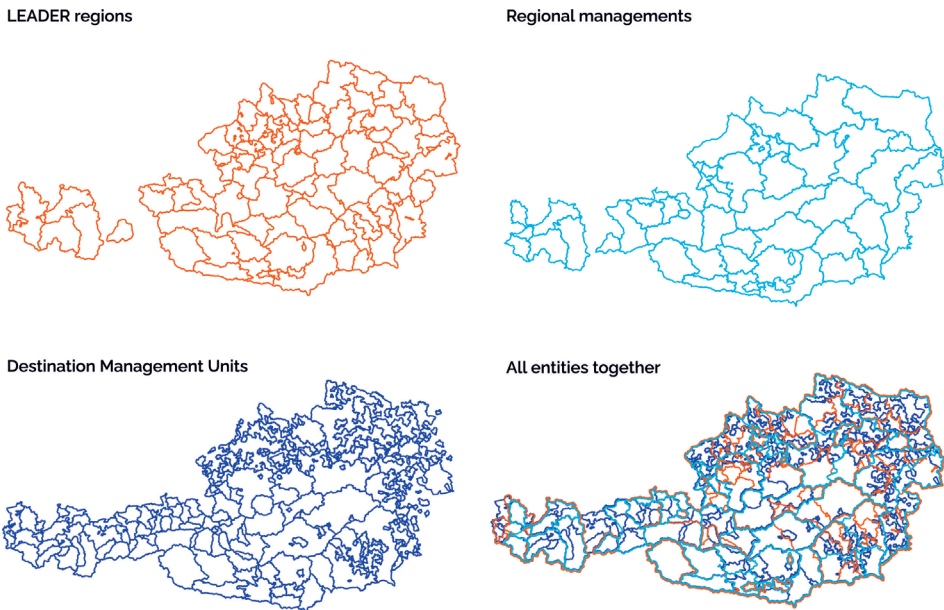 LEADER regions
Regional managements
Destination Management Units
All entities together